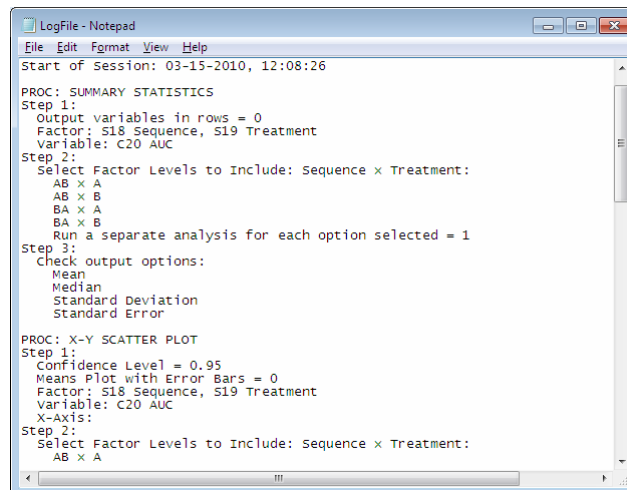 LogFile - Notepad
File Edit Format View Help
Start of Session: 03-15-2010, 12:08:26
PROC: SUMMARY STATISTICS
Step 1:
Output variables in rows = 0
Factor: S18 Sequence, S19 Treatment
Variable: C20 AUC
Step 2:
Select Factor Levels to Include: Sequence × Treatment:
AB × A
AB × B
BA × A
BA × B
Run a separate analysis for each option selected = 1
Step 3:
Check output options:
Mean
Median
Standard Deviation
Standard Error
PROC: X-Y SCATTER PLOT
Step 1:
Confidence Level = 0.95
Means Plot with Error Bars = 0
Factor: S18 Sequence, S19 Treatment
Variable: C20 AUC
X-Axis:
Step 2:
Select Factor Levels to Include: Sequence × Treatment:
AB × A